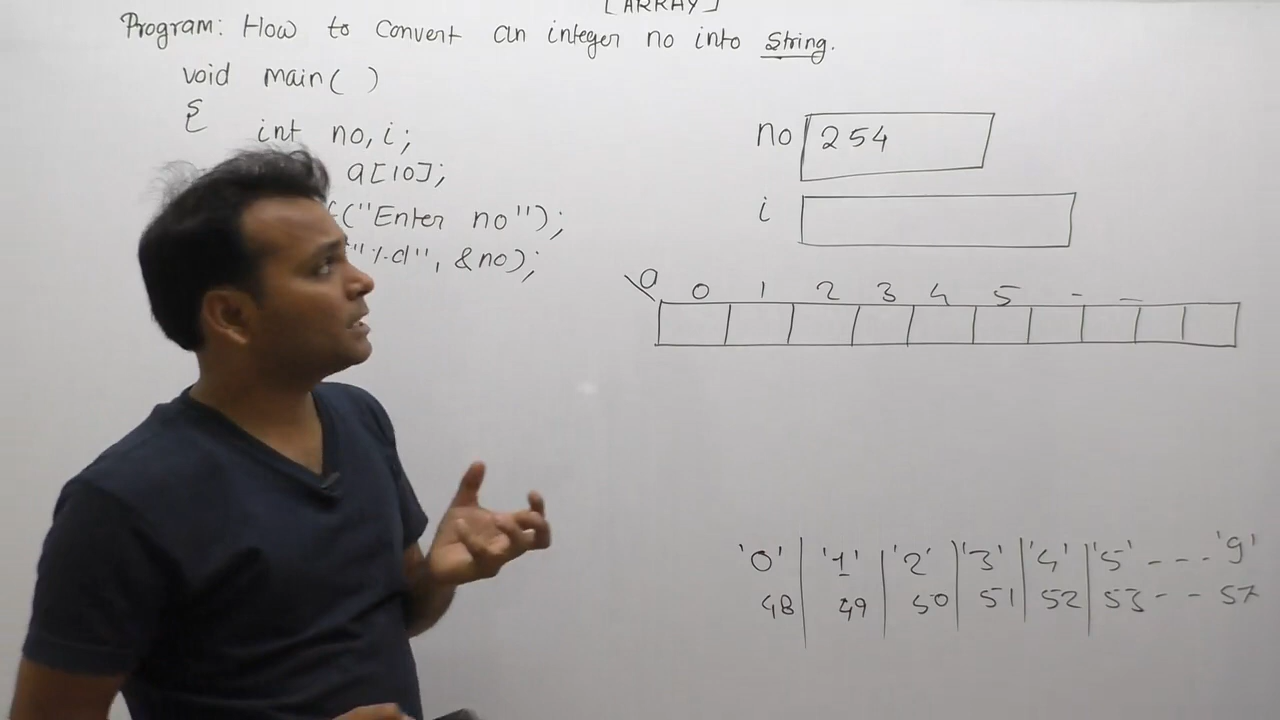 [ARRAY]
Program: How to Convert an integer no into String.
void main( )
{ int no, i;
a[10];
("Enter no");
"%d", &no);
no 254
i
a 0 1 2 3 4 5 - -
'0' '1' '2' '3' '4' '5' - - - '9'
48 49 50 51 52 53 - - 57